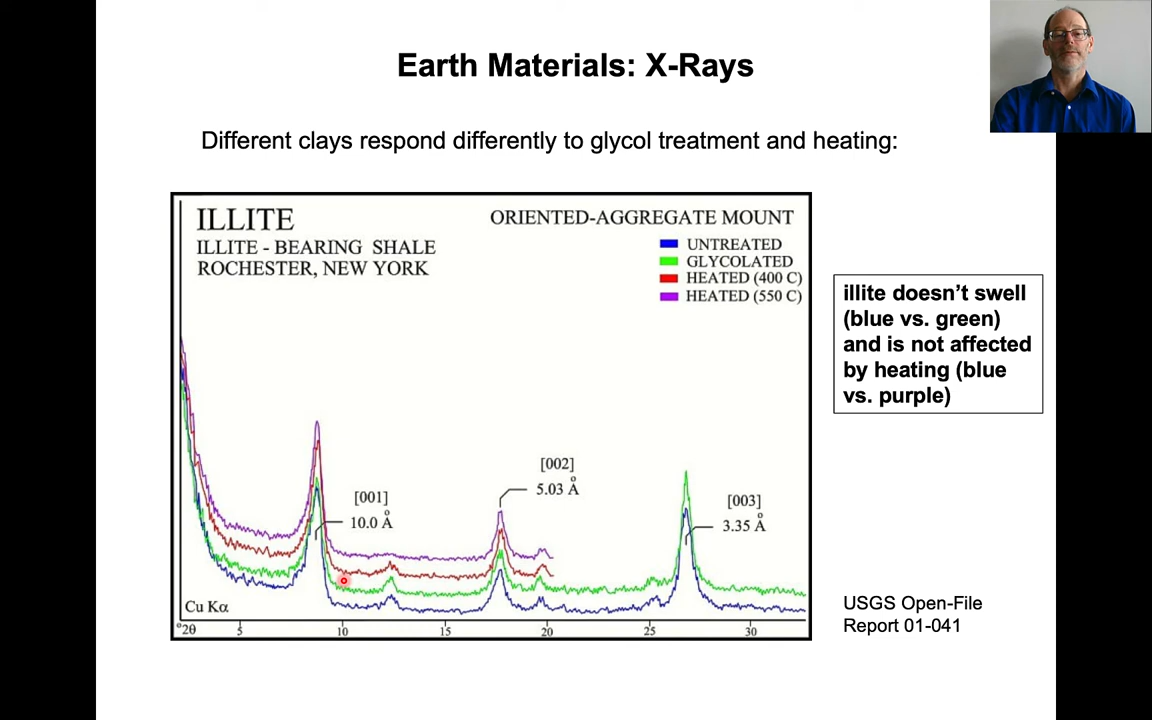 Earth Materials: X-Rays
Different clays respond differently to glycol treatment and heating:
ILLITE
ILLITE - BEARING SHALE
ROCHESTER, NEW YORK
ORIENTED-AGGREGATE MOUNT
UNTREATED
GLYCOLATED
HEATED (400 C)
HEATED (550 C)
illite doesn’t swell
(blue vs. green)
and is not affected
by heating (blue
vs. purple)
[001]
10.0 Å
[002]
5.03 Å
[003]
3.35 Å
Cu Kα
°2θ 5 10 15 20 25 30
USGS Open-File
Report 01-041